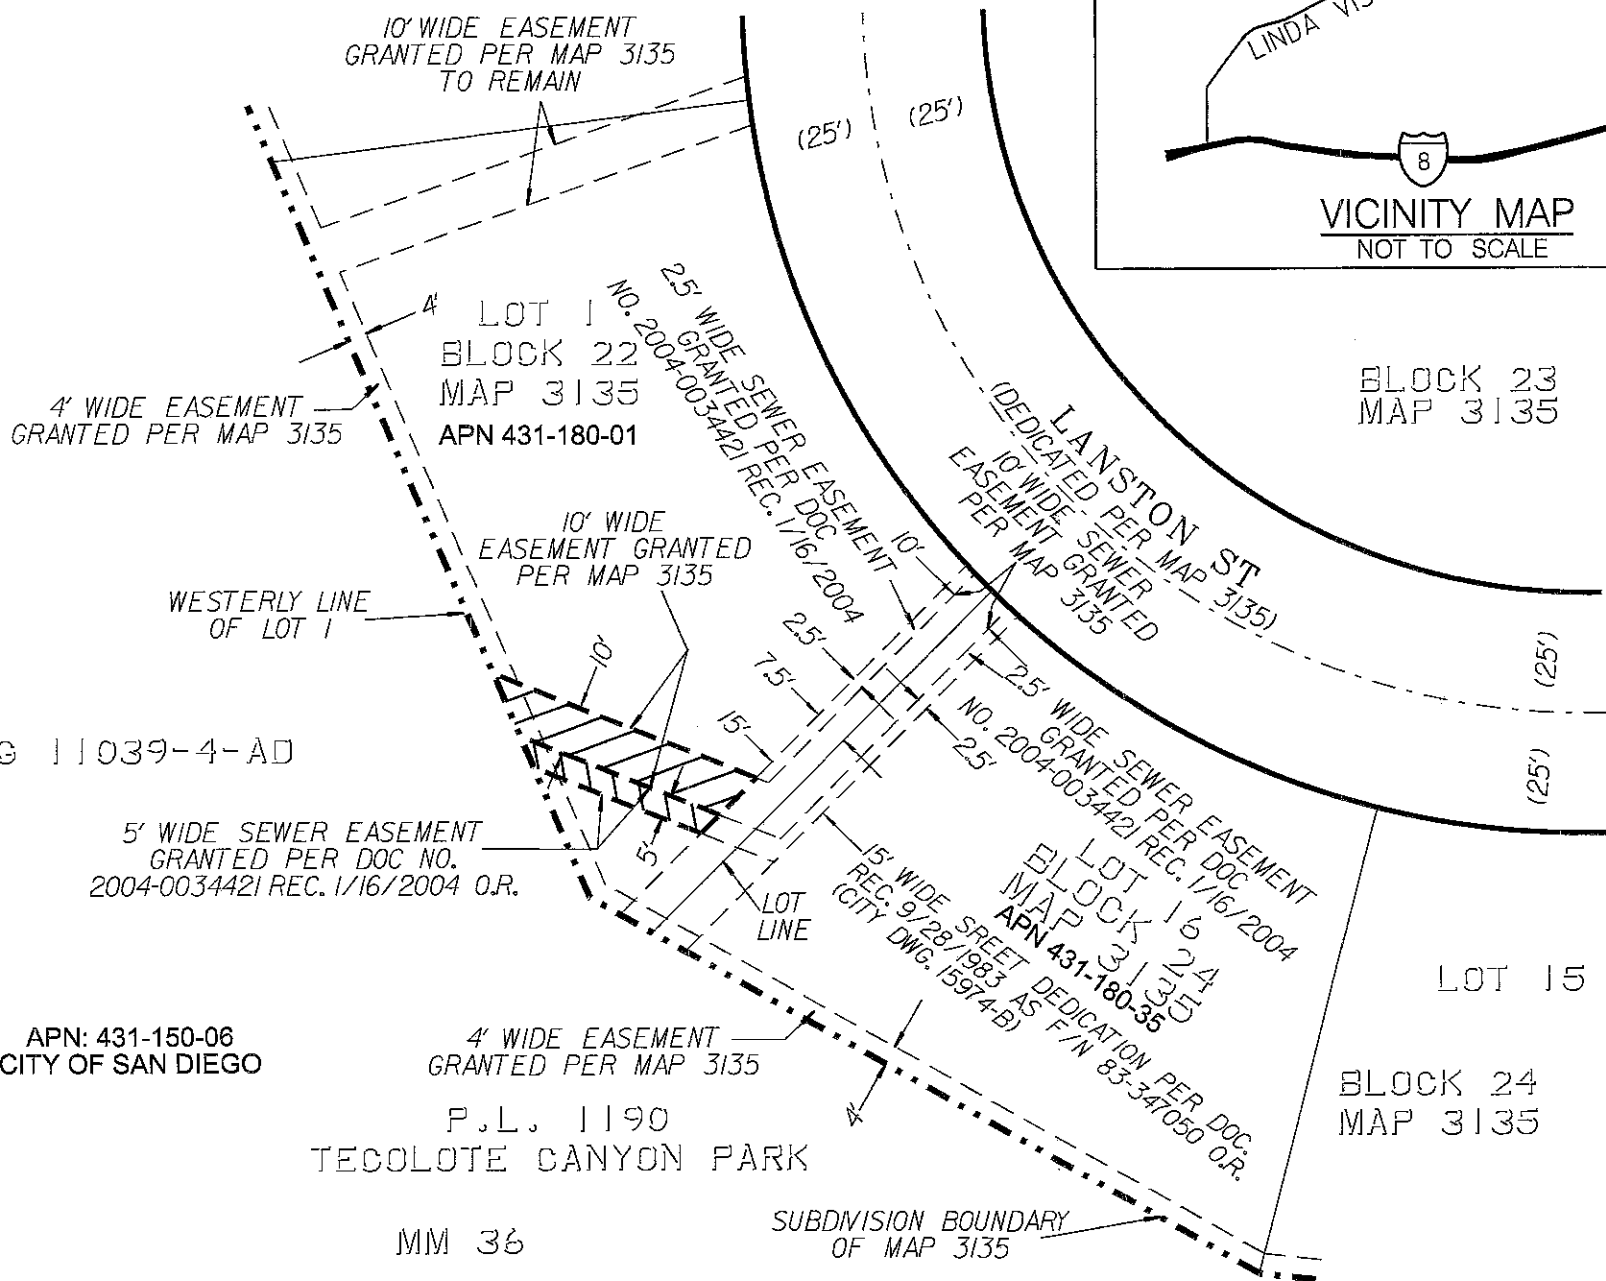 10' WIDE EASEMENT
GRANTED PER MAP 3135
TO REMAIN
(25')
(25')
LINDA VIS
8
VICINITY MAP
NOT TO SCALE
4'
LOT 1
BLOCK 22
MAP 3135
APN 431-180-01
4' WIDE EASEMENT
GRANTED PER MAP 3135
2.5' WIDE SEWER EASEMENT
GRANTED PER DOC
NO. 2004-0034421 REC. 1/16/2004
BLOCK 23
MAP 3135
LANSTON ST
(DEDICATED PER MAP 3135)
10' WIDE SEWER
EASEMENT GRANTED
PER MAP 3135
10' WIDE
EASEMENT GRANTED
PER MAP 3135
10'
WESTERLY LINE
OF LOT 1
10'
2.5'
7.5'
15'
2.5'
(25')
(25')
G 11039-4-AD
2.5' WIDE SEWER EASEMENT
GRANTED PER DOC
NO. 2004-0034421 REC. 1/16/2004
5' WIDE SEWER EASEMENT
GRANTED PER DOC NO.
2004-0034421 REC. 1/16/2004 O.R.
5'
LOT
LINE
LOT 16
BLOCK 24
MAP 3135
APN 431-180-35
15' WIDE SREET DEDICATION PER DOC.
REC. 9/28/1983 AS F/N 83-347050 O.R.
(CITY DWG. 15974-B)
LOT 15
BLOCK 24
MAP 3135
APN: 431-150-06
CITY OF SAN DIEGO
4' WIDE EASEMENT
GRANTED PER MAP 3135
4'
P.L. 1190
TECOLOTE CANYON PARK
MM 36
SUBDIVISION BOUNDARY
OF MAP 3135